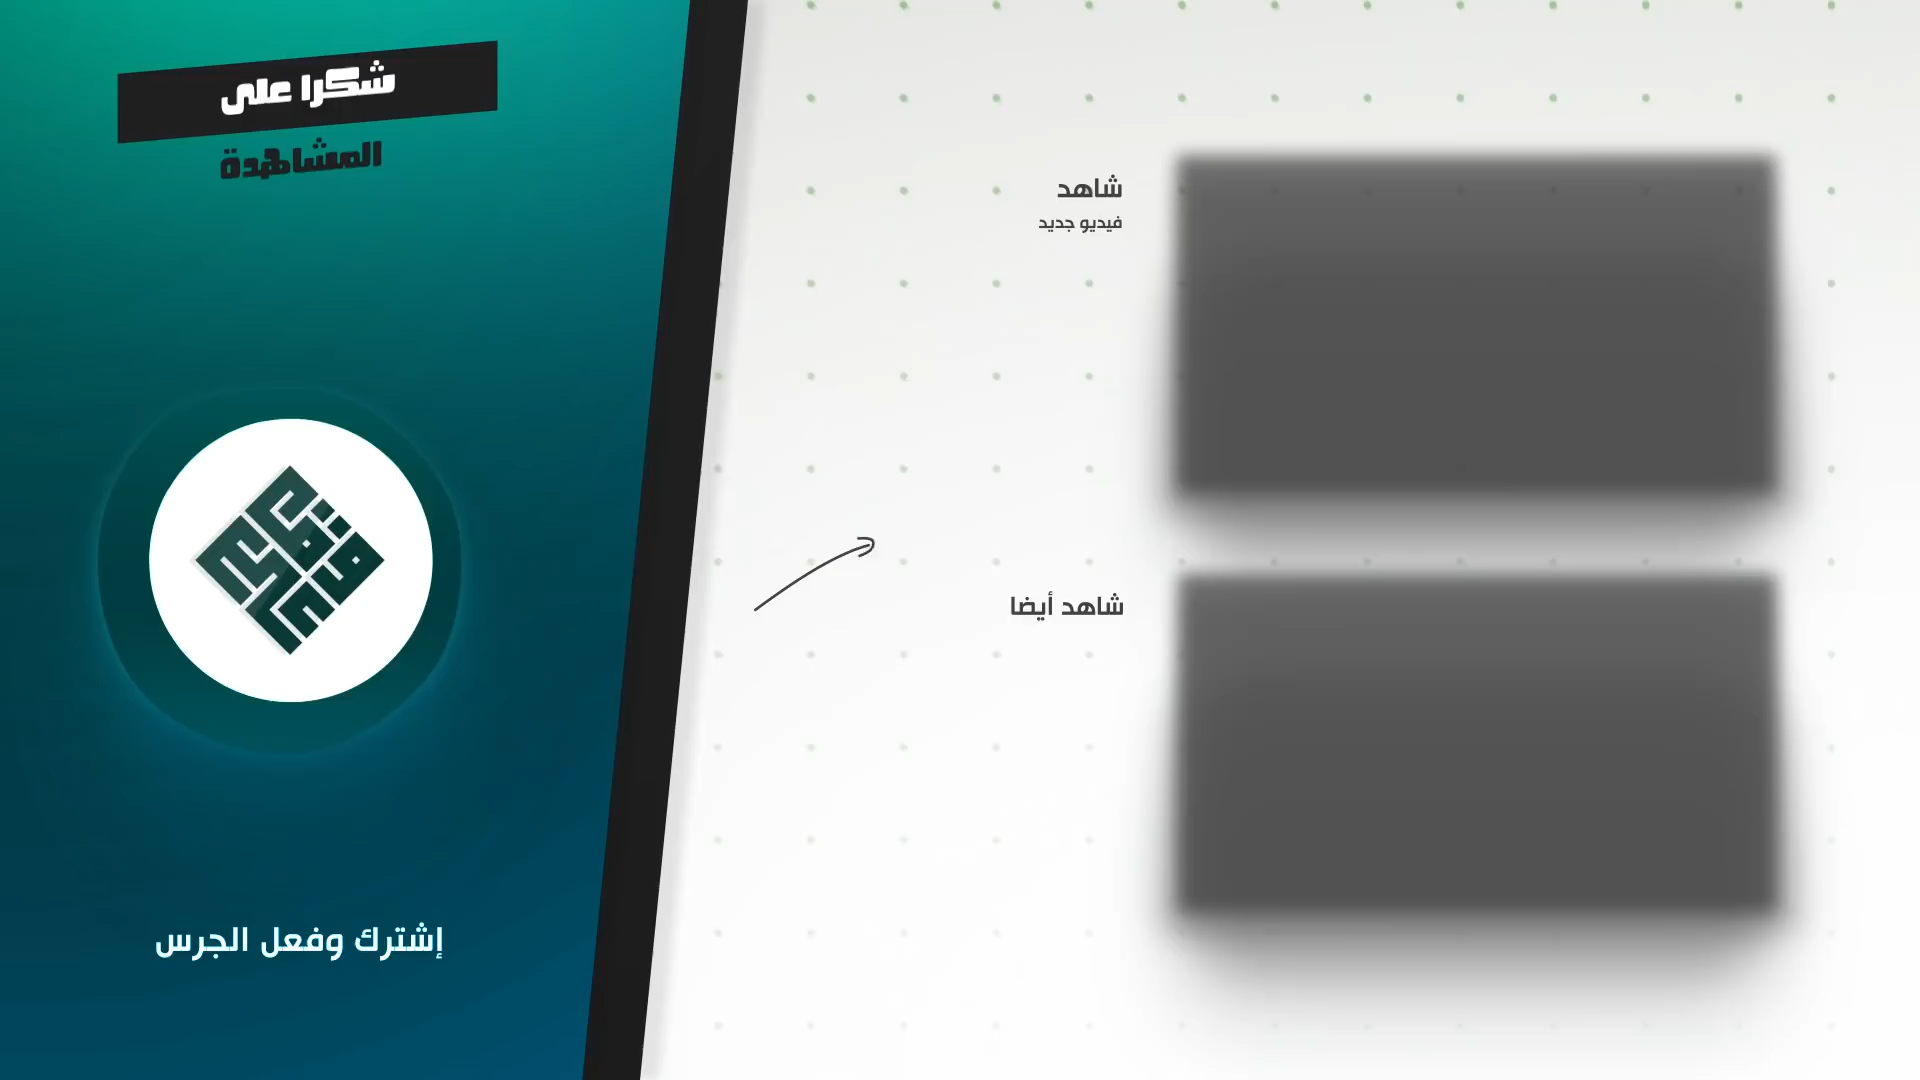 شكرا على
المشاهدة
شاهد
فيديو جديد
شاهد أيضا
إشترك وفعل الجرس